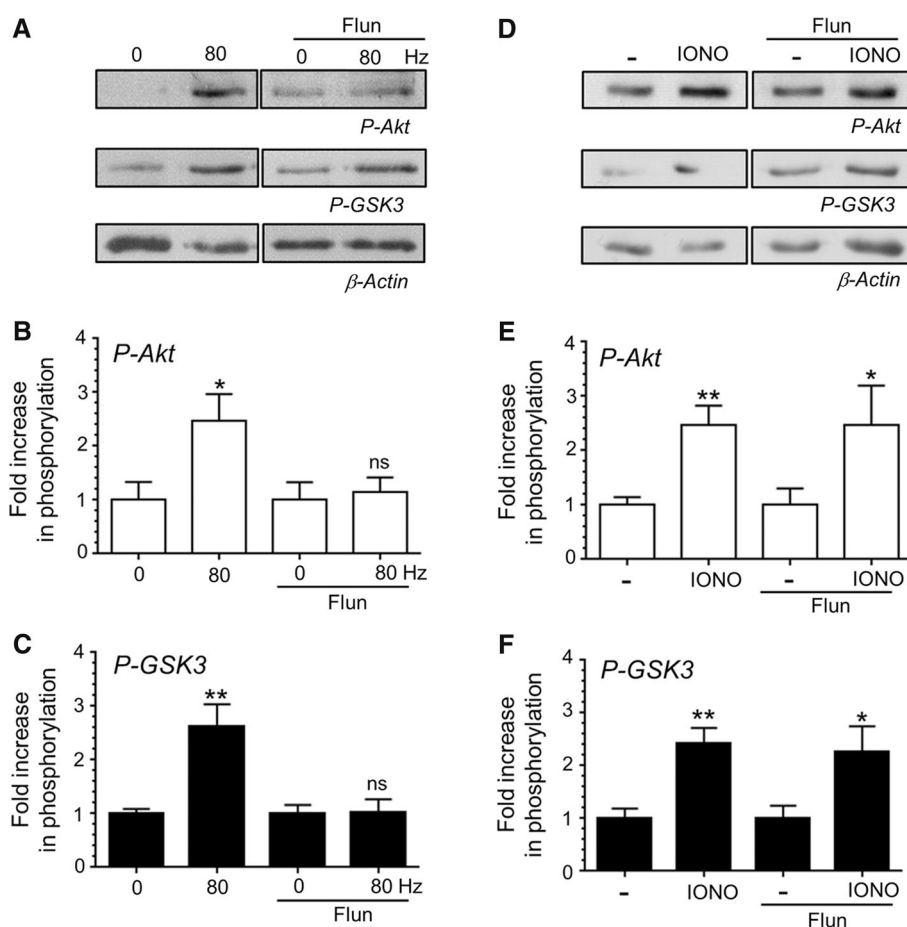 A
Flun
0 80 0 80 Hz
P-Akt
P-GSK3
β-Actin
B
P-Akt
Fold increase
in phosphorylation
4
3
2
1
0
*
ns
0 80 0 80 Hz
Flun
C
P-GSK3
Fold increase
in phosphorylation
4
3
2
1
0
**
ns
0 80 0 80 Hz
Flun
D
Flun
- IONO - IONO
P-Akt
P-GSK3
β-Actin
E
P-Akt
Fold increase
in phosphorylation
4
3
2
1
0
**
*
- IONO - IONO
Flun
F
P-GSK3
Fold increase
in phosphorylation
4
3
2
1
0
**
*
- IONO - IONO
Flun